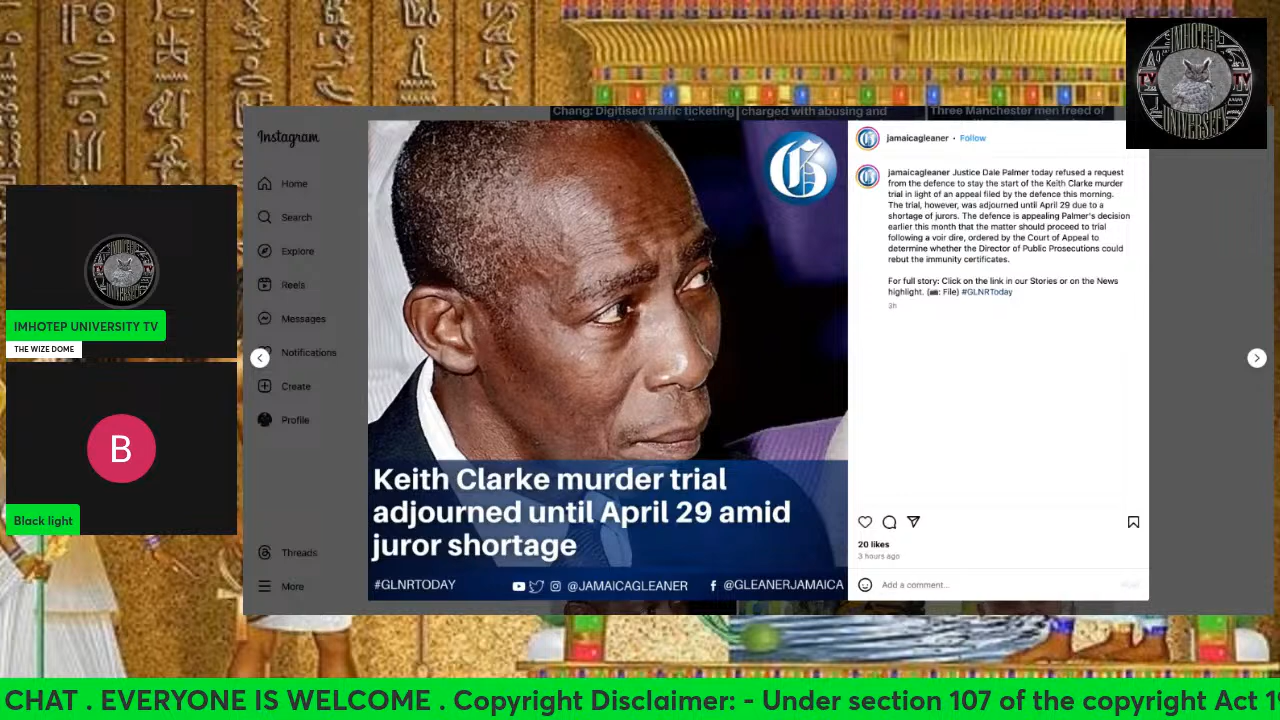 Chang: Digitised traffic ticketing
charged with abusing and
Three Manchester men freed of
IMHOTEP
TV TV
UNIVERSITY
Instagram
Home
Search
Explore
Reels
Messages
Notifications
Create
Profile
Threads
More
G
Keith Clarke murder trial
adjourned until April 29 amid
juror shortage
#GLNRTODAY
@JAMAICAGLEANER
@GLEANERJAMAICA
jamaicagleaner • Follow
jamaicagleaner Justice Dale Palmer today refused a request
from the defence to stay the start of the Keith Clarke murder
trial in light of an appeal filed by the defence this morning.
The trial, however, was adjourned until April 29 due to a
shortage of jurors. The defence is appealing Palmer's decision
earlier this month that the matter should proceed to trial
following a voir dire, ordered by the Court of Appeal to
determine whether the Director of Public Prosecutions could
rebut the immunity certificates.
For full story: Click on the link in our Stories or on the News
highlight. (📷: File) #GLNRToday
3h
20 likes
3 hours ago
Add a comment...
IMHOTEP UNIVERSITY TV
THE WIZE DOME
B
Black light
CHAT . EVERYONE IS WELCOME . Copyright Disclaimer: - Under section 107 of the copyright Act 1